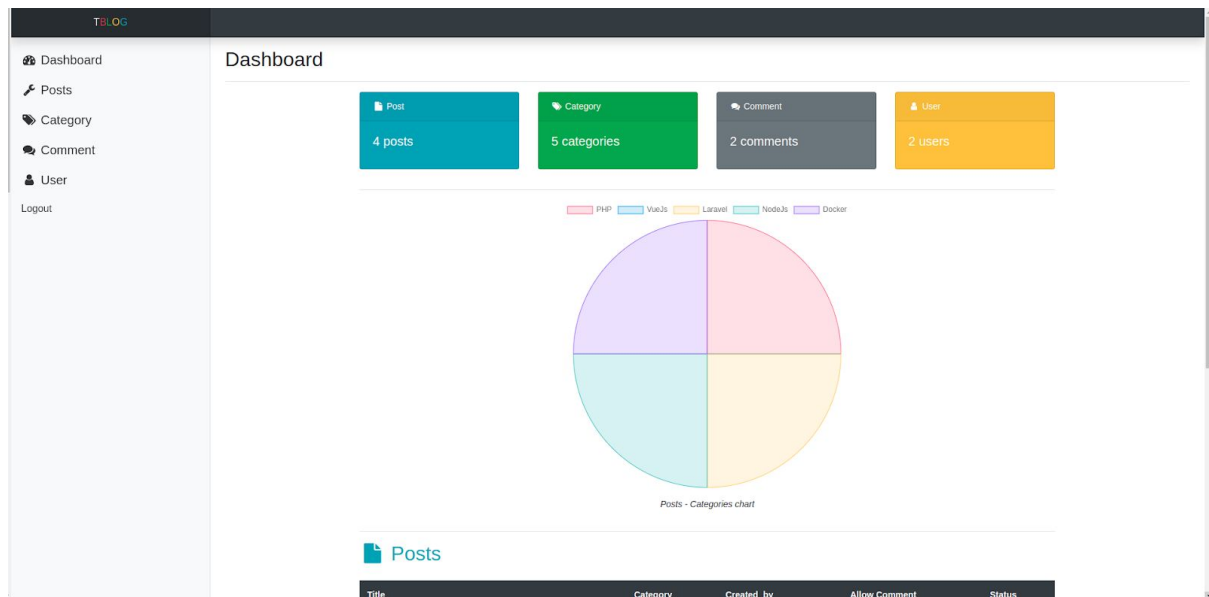 TBLOG
Dashboard
Posts
Category
Comment
User
Logout
Dashboard
Post
4 posts
Category
5 categories
Comment
2 comments
User
2 users
PHP VueJs Laravel NodeJs Docker
Posts - Categories chart
Posts
Title Category Created_by Allow Comment Status